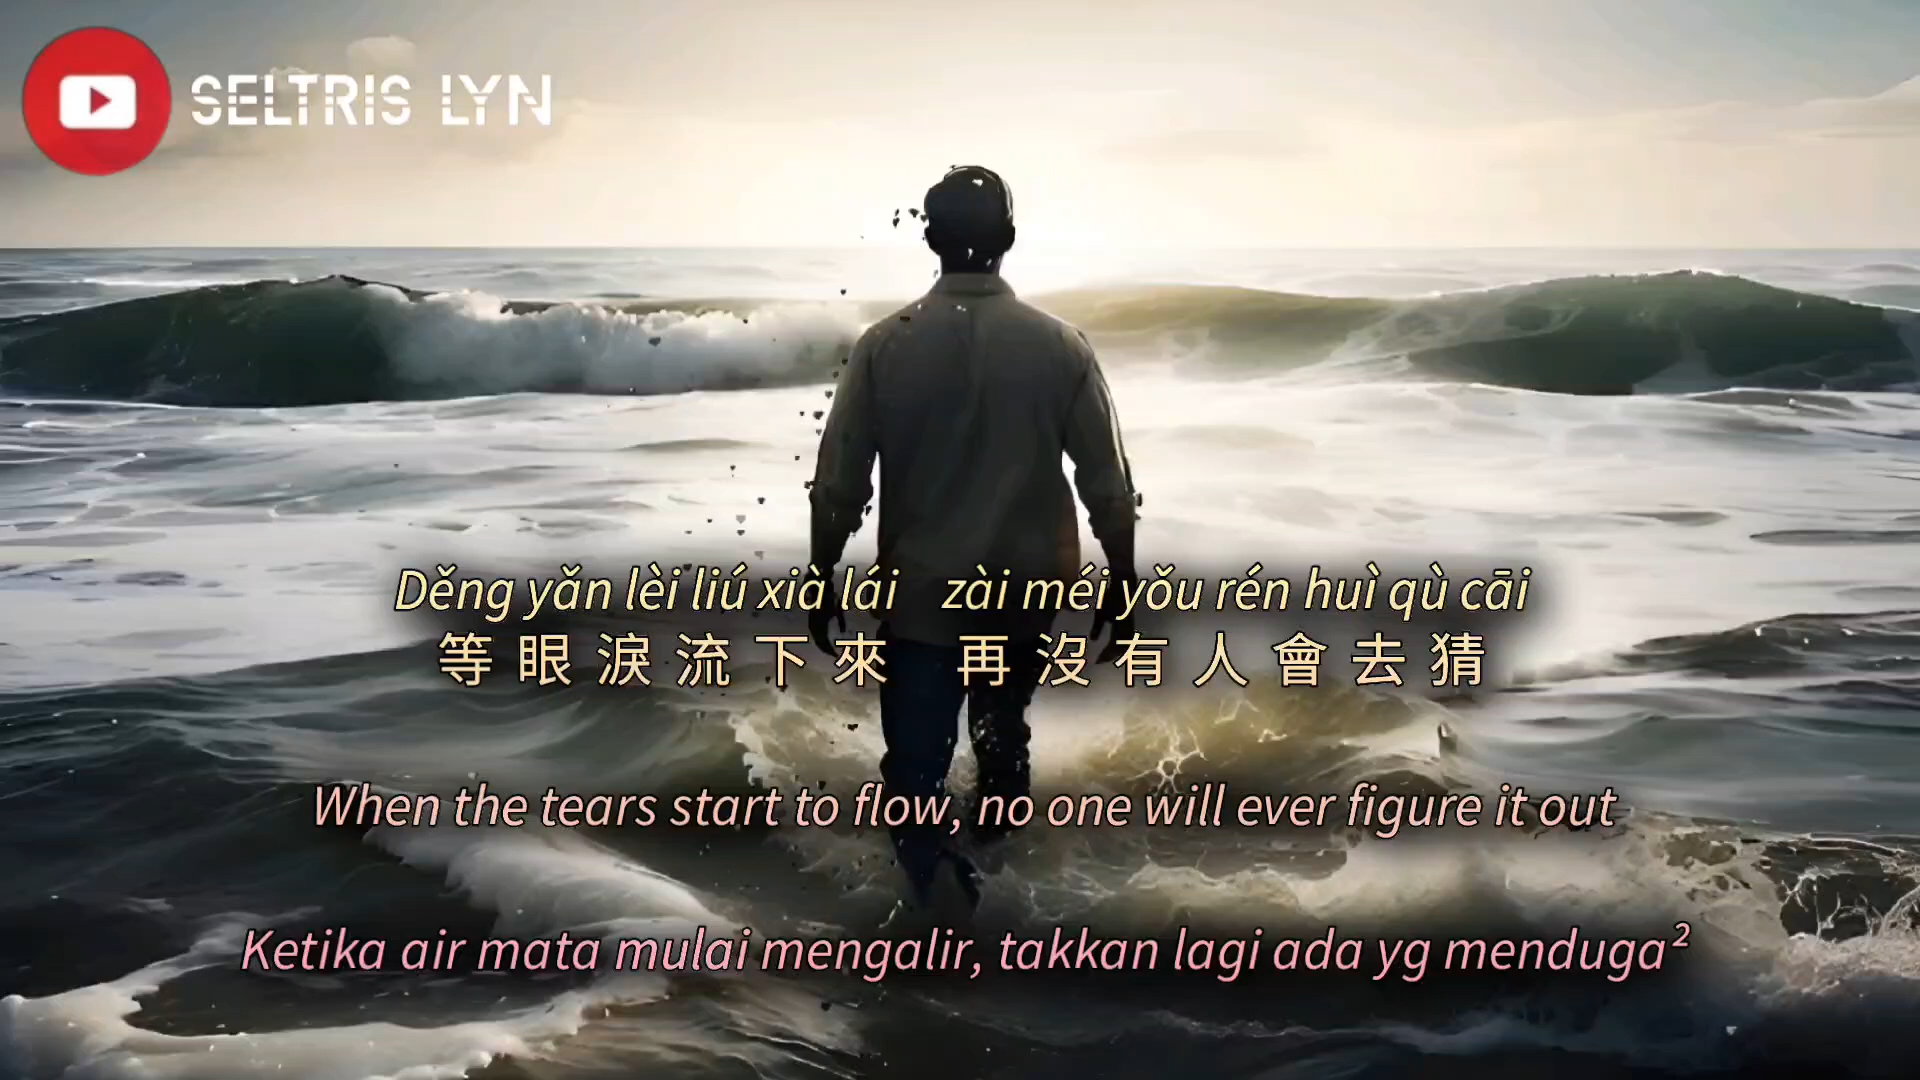 SELTRIS LYN
Děng yǎn lèi liú xià lái zài méi yǒu rén huì qù cāi
等眼淚流下來 再沒有人會去猜
When the tears start to flow, no one will ever figure it out
Ketika air mata mulai mengalir, takkan lagi ada yg menduga²